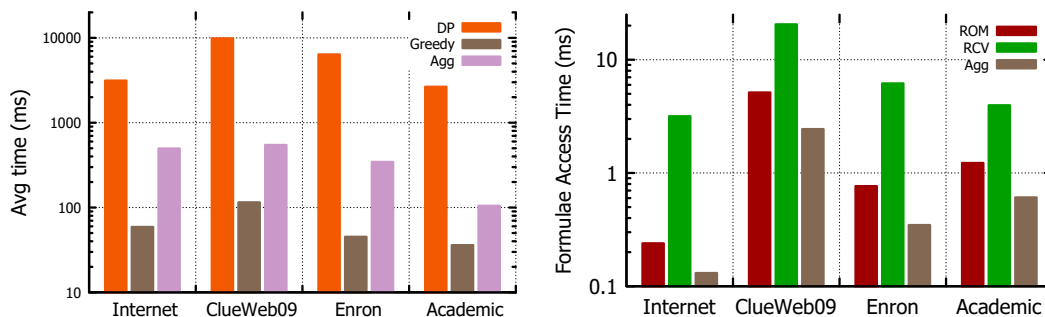 Avg time (ms)
10000
1000
100
10
DP
Greedy
Agg
Internet ClueWeb09 Enron Academic
Formulae Access Time (ms)
10
1
0.1
ROM
RCV
Agg
Internet ClueWeb09 Enron Academic